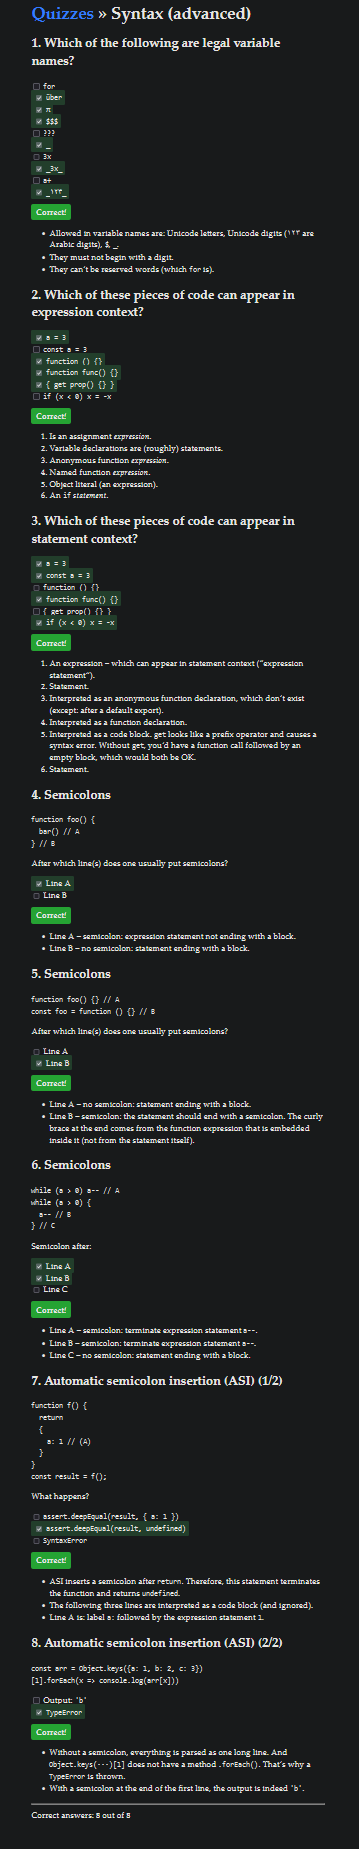 Quizzes » Syntax (advanced)
1. Which of the following are legal variable
names?
for
über
π
$$$
???
_
3x
_3x_
a+
_١٢٣_
Correct!
• Allowed in variable names are: Unicode letters, Unicode digits (١٢٣ are
Arabic digits), $, _.
• They must not begin with a digit.
• They can't be reserved words (which for is).
2. Which of these pieces of code can appear in
expression context?
a = 3
const a = 3
function () {}
function func() {}
{ get prop() {} }
if (x < 0) x = -x
Correct!
1. Is an assignment expression.
2. Variable declarations are (roughly) statements.
3. Anonymous function expression.
4. Named function expression.
5. Object literal (an expression).
6. An if statement.
3. Which of these pieces of code can appear in
statement context?
a = 3
const a = 3
function () {}
function func() {}
{ get prop() {} }
if (x < 0) x = -x
Correct!
1. An expression – which can appear in statement context (“expression
statement”).
2. Statement.
3. Interpreted as an anonymous function declaration, which don't exist
(except: after a default export).
4. Interpreted as a function declaration.
5. Interpreted as a code block. get looks like a prefix operator and causes a
syntax error. Without get, you'd have a function call followed by an
empty block, which would both be OK.
6. Statement.
4. Semicolons
function foo() {
bar() // A
} // B
After which line(s) does one usually put semicolons?
Line A
Line B
Correct!
• Line A – semicolon: expression statement not ending with a block.
• Line B – no semicolon: statement ending with a block.
5. Semicolons
function foo() {} // A
const foo = function () {} // B
After which line(s) does one usually put semicolons?
Line A
Line B
Correct!
• Line A – no semicolon: statement ending with a block.
• Line B – semicolon: the statement should end with a semicolon. The curly
brace at the end comes from the function expression that is embedded
inside it (not from the statement itself).
6. Semicolons
while (a > 0) a-- // A
while (a > 0) {
a-- // B
} // C
Semicolon after:
Line A
Line B
Line C
Correct!
• Line A – semicolon: terminate expression statement a--.
• Line B – semicolon: terminate expression statement a--.
• Line C – no semicolon: statement ending with a block.
7. Automatic semicolon insertion (ASI) (1/2)
function f() {
return
{
a: 1 // (A)
}
}
const result = f();
What happens?
assert.deepEqual(result, { a: 1 })
assert.deepEqual(result, undefined)
SyntaxError
Correct!
• ASI inserts a semicolon after return. Therefore, this statement terminates
the function and returns undefined.
• The following three lines are interpreted as a code block (and ignored).
• Line A is: label a: followed by the expression statement 1.
8. Automatic semicolon insertion (ASI) (2/2)
const arr = Object.keys({a: 1, b: 2, c: 3})
[1].forEach(x => console.log(arr[x]))
Output: 'b'
TypeError
Correct!
• Without a semicolon, everything is parsed as one long line. And
Object.keys(···)[1] does not have a method .forEach(). That's why a
TypeError is thrown.
• With a semicolon at the end of the first line, the output is indeed 'b'.
Correct answers: 8 out of 8